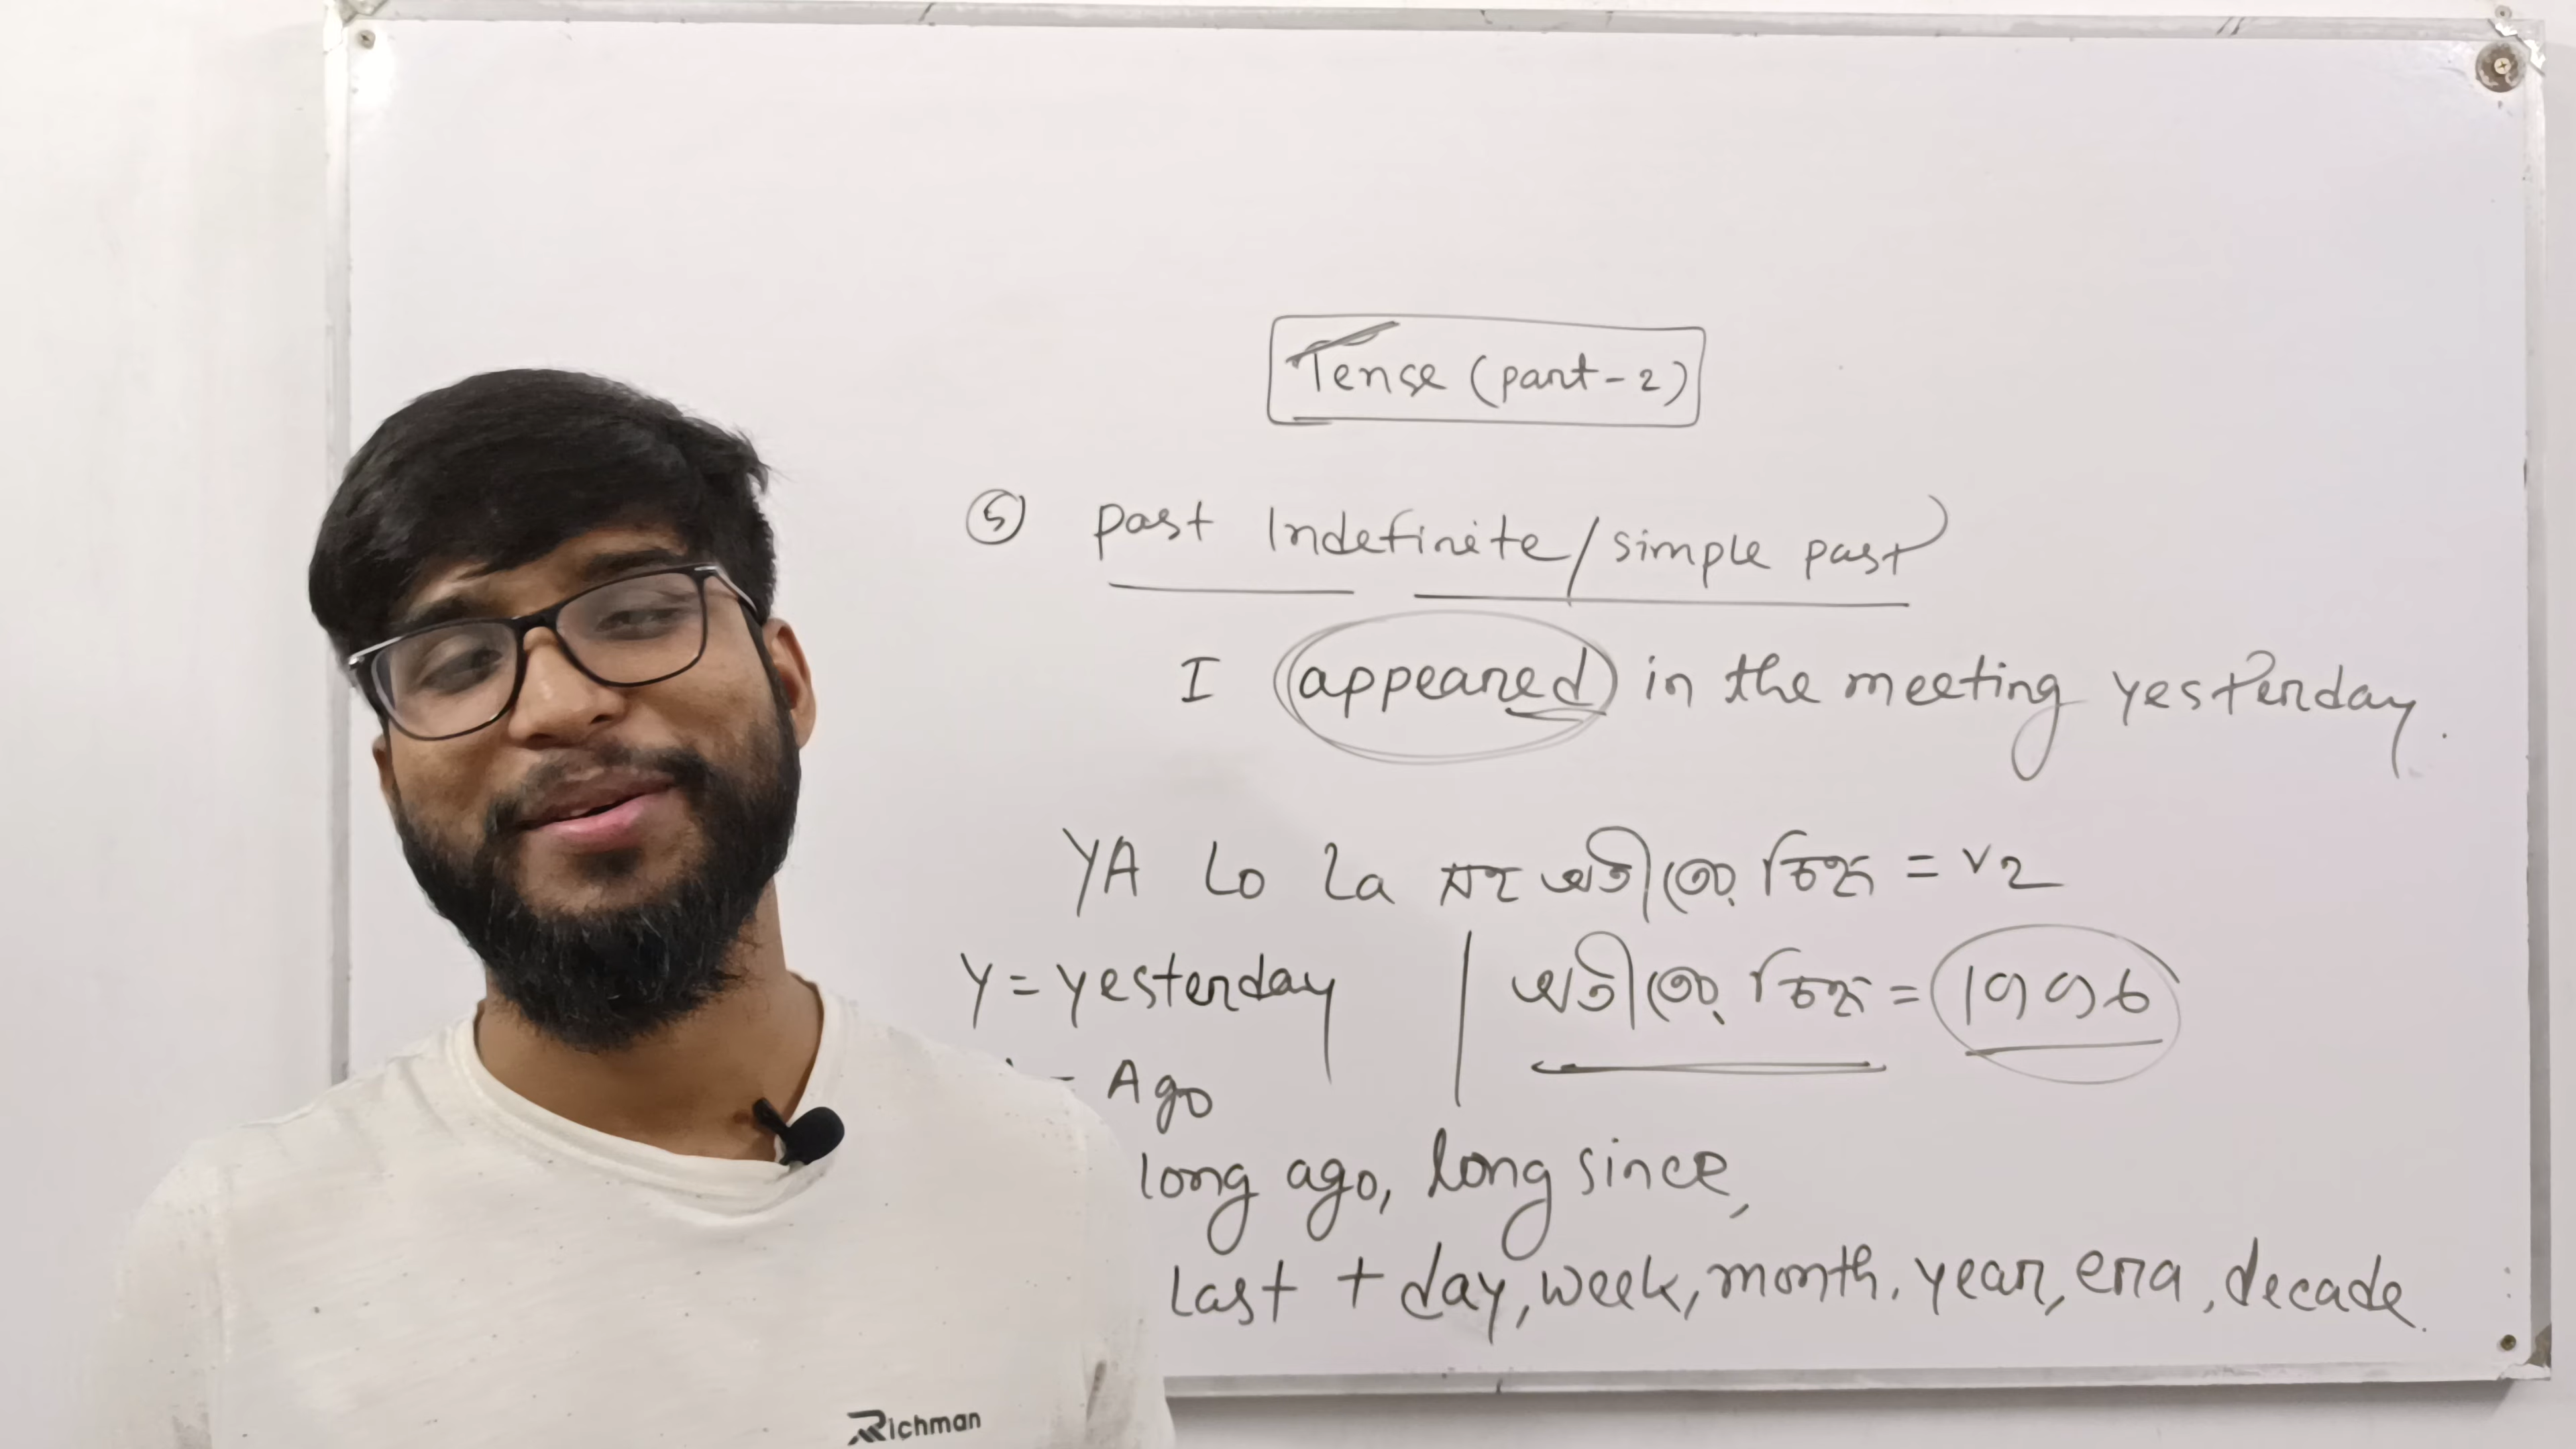 Tense (part-2)
5 past Indefinite/simple past
I appeared in the meeting yesterday.
YA Lo La সহ অতীতের চিহ্ন = V2
Y = yesterday | অতীতের চিহ্ন = 1996
= Ago
long ago, long since,
Last + day, week, month, year, era, decade.
Richman